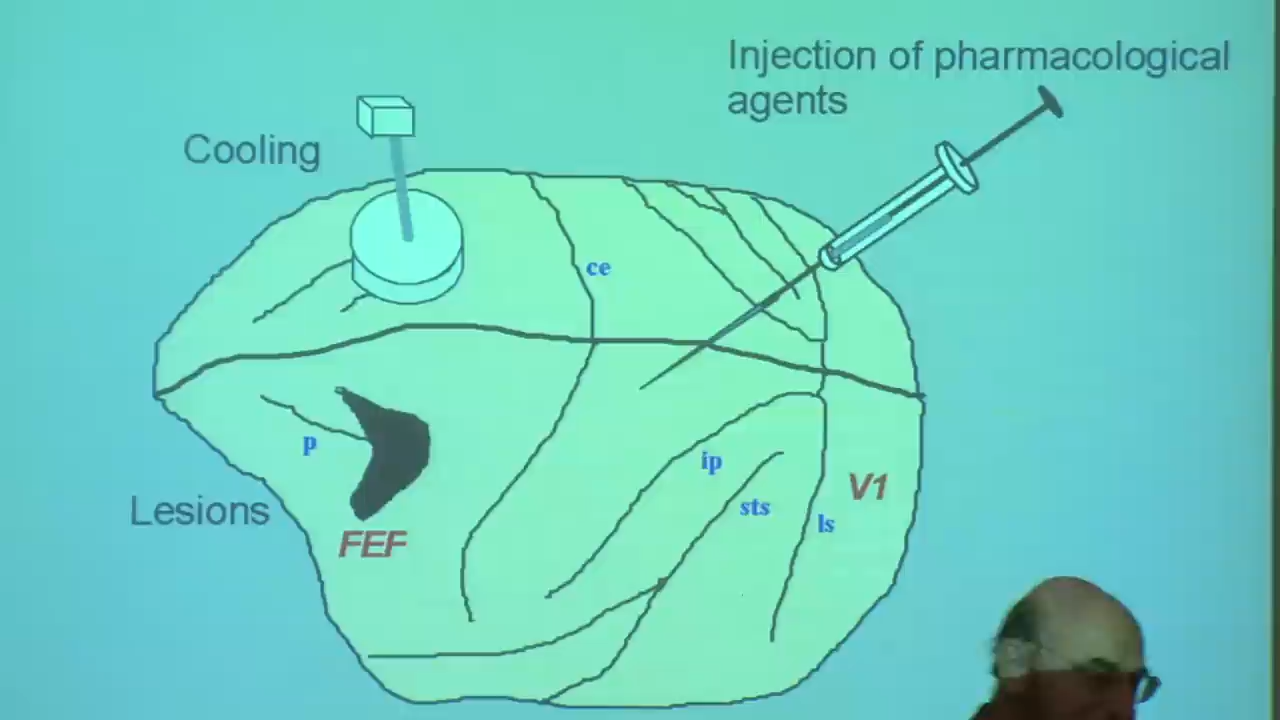 Injection of pharmacological
agents
Cooling
ce
p
ip
Lesions
sts
V1
ls
FEF